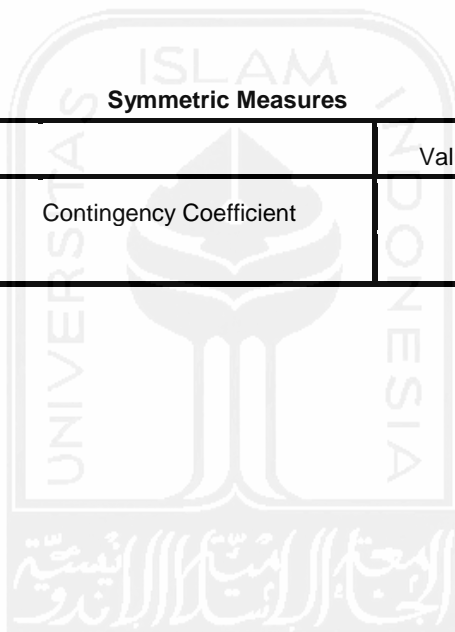 ISLAM
UNIVERSITAS
INDONESIA
Symmetric Measures
Val
Contingency Coefficient